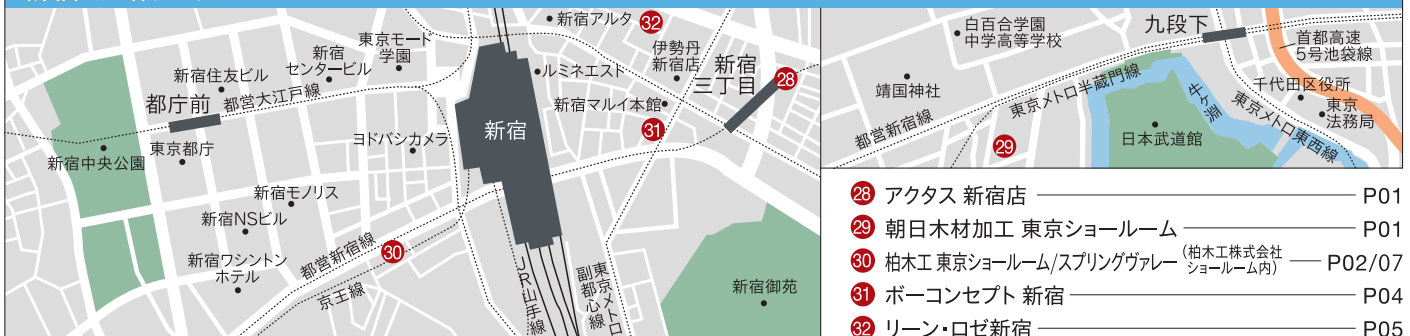 新宿アルタ
32
東京モード
学園
新宿
センタービル
新宿住友ビル
都庁前
都営大江戸線
伊勢丹
新宿店
新宿
三丁目
28
ルミネエスト
新宿マルイ本館
31
新宿
ヨドバシカメラ
新宿中央公園
東京都庁
新宿モノリス
新宿NSビル
新宿ワシントン
ホテル
都営新宿線
30
京王線
JR山手線
東京メトロ
副都心線
新宿御苑
白百合学園
中学高等学校
九段下
首都高速
5号池袋線
靖国神社
東京メトロ半蔵門線
都営新宿線
牛ヶ淵
千代田区役所
東京
法務局
東京メトロ東西線
29
日本武道館
28 アクタス 新宿店 P01
29 朝日木材加工 東京ショールーム P01
30 柏木工 東京ショールーム/スプリングヴァレー (柏木工株式会社
ショールーム内) P02/07
31 ボーコンセプト 新宿 P04
32 リーン・ロゼ新宿 P05